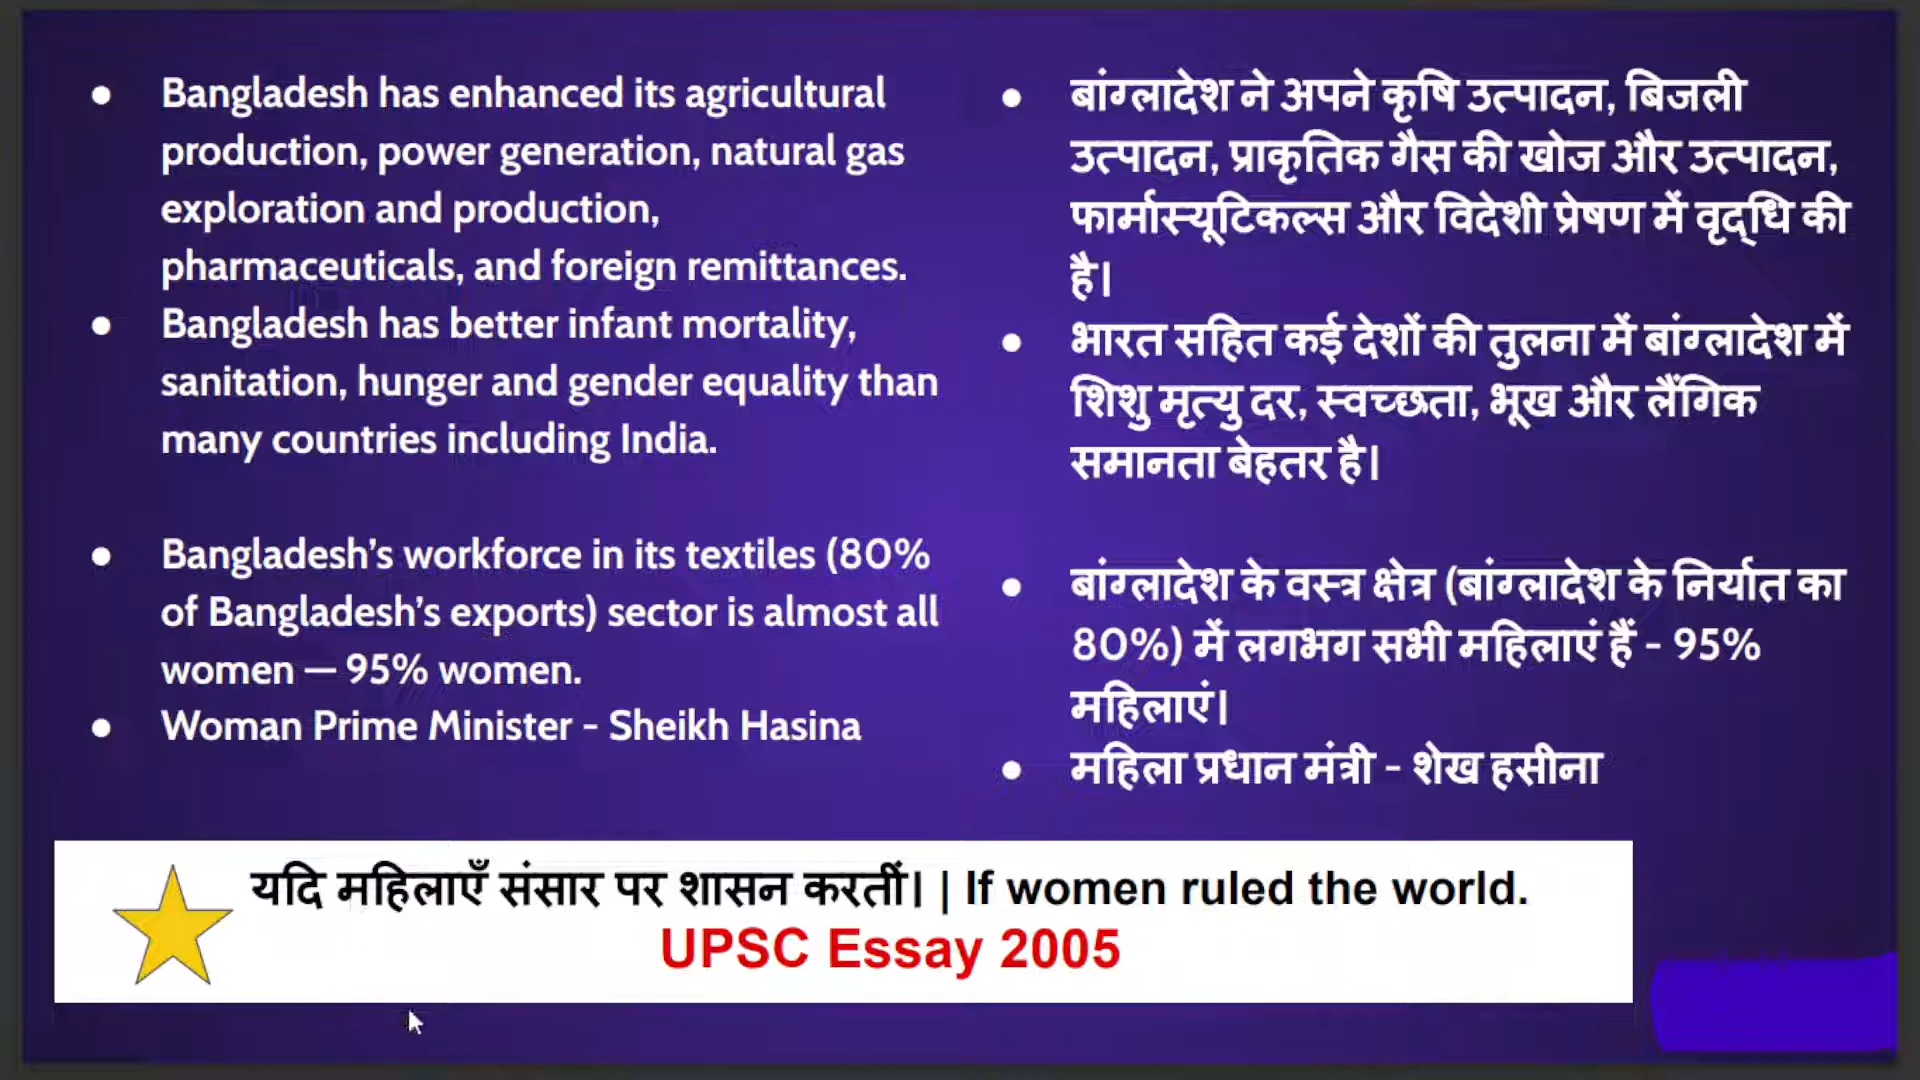 Bangladesh has enhanced its agricultural
production, power generation, natural gas
exploration and production,
pharmaceuticals, and foreign remittances.
Bangladesh has better infant mortality,
sanitation, hunger and gender equality than
many countries including India.
Bangladesh's workforce in its textiles (80%
of Bangladesh's exports) sector is almost all
women — 95% women.
Woman Prime Minister - Sheikh Hasina
बांग्लादेश ने अपने कृषि उत्पादन, बिजली
उत्पादन, प्राकृतिक गैस की खोज और उत्पादन,
फार्मास्यूटिकल्स और विदेशी प्रेषण में वृद्धि की
है।
भारत सहित कई देशों की तुलना में बांग्लादेश में
शिशु मृत्यु दर, स्वच्छता, भूख और लैंगिक
समानता बेहतर है।
बांग्लादेश के वस्त्र क्षेत्र (बांग्लादेश के निर्यात का
80%) में लगभग सभी महिलाएं हैं - 95%
महिलाएं।
महिला प्रधान मंत्री - शेख हसीना
यदि महिलाएँ संसार पर शासन करतीं। | If women ruled the world.
UPSC Essay 2005